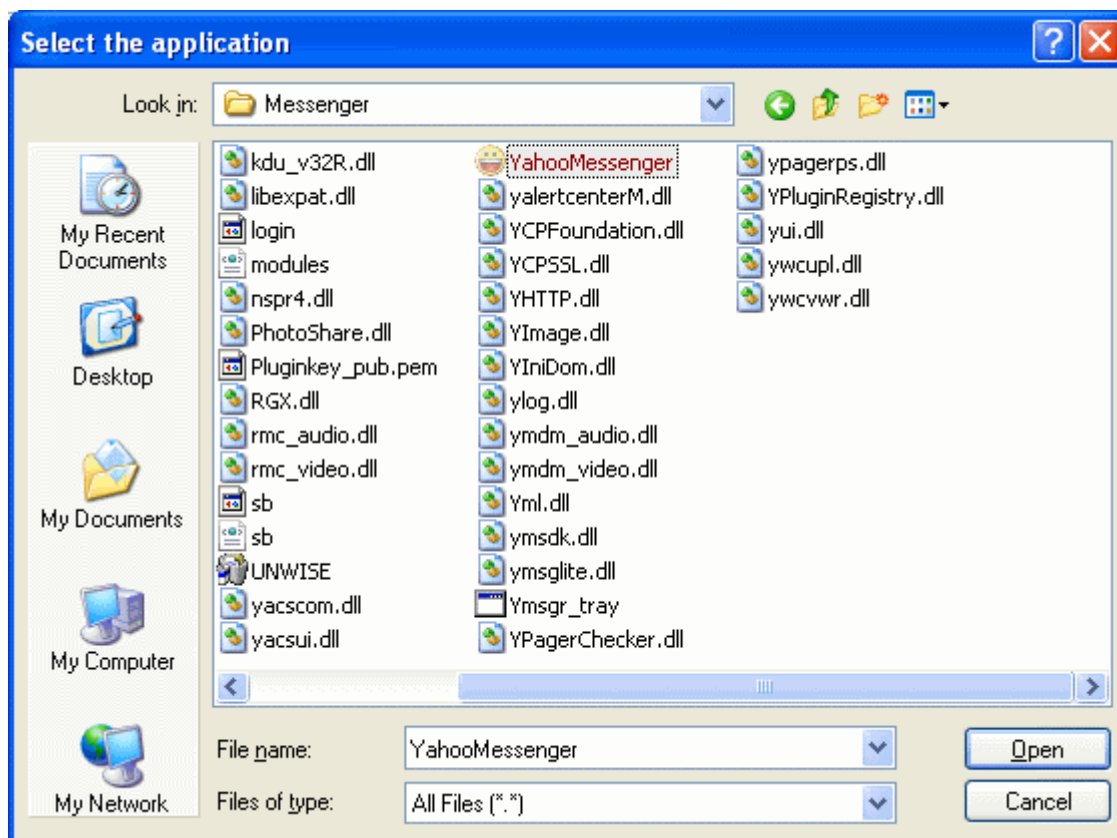 Select the application
Look in:
Messenger
My Recent
Documents
Desktop
My Documents
My Computer
My Network
kdu_v32R.dll
libexpat.dll
login
modules
nspr4.dll
PhotoShare.dll
Pluginkey_pub.pem
RGX.dll
rmc_audio.dll
rmc_video.dll
sb
sb
UNWISE
yacscom.dll
yacsui.dll
YahooMessenger
yalertcenterM.dll
YCPFoundation.dll
YCPSSL.dll
YHTTP.dll
YImage.dll
YIniDom.dll
ylog.dll
ymdm_audio.dll
ymdm_video.dll
Yml.dll
ymsdk.dll
ymsglite.dll
Ymsgr_tray
YPagerChecker.dll
ypagerps.dll
YPluginRegistry.dll
yui.dll
ywcupl.dll
ywcvwr.dll
File name:
YahooMessenger
Open
Files of type:
All Files (*.*)
Cancel